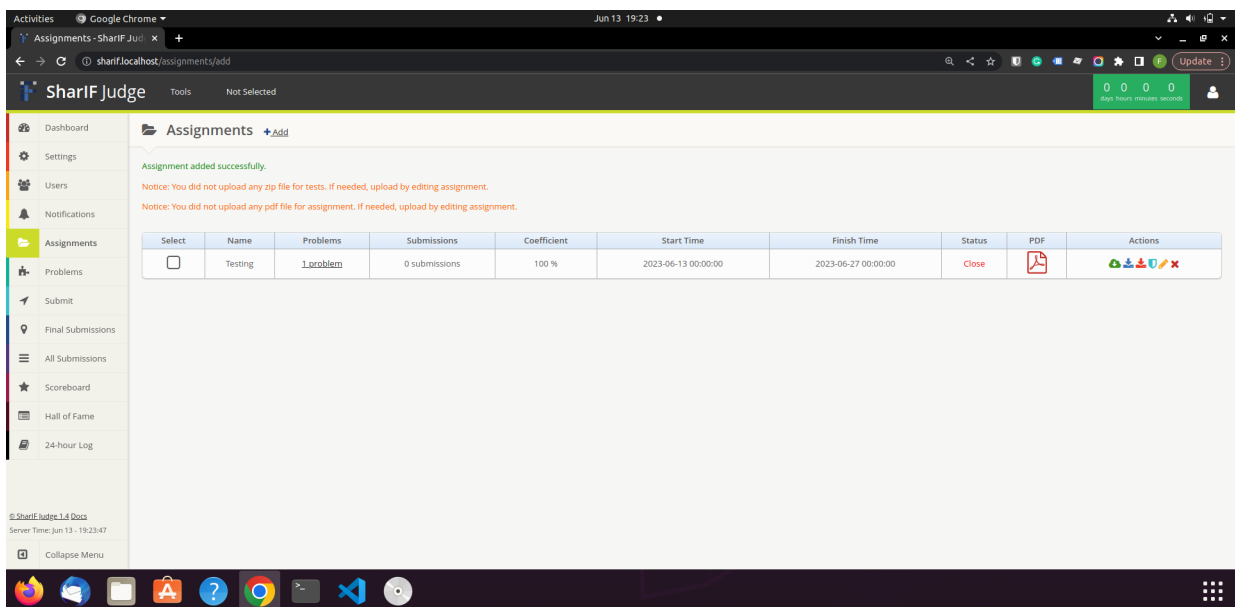 Activities Google Chrome Jun 13 19:23
Assignments - SharIF Jud
sharif.localhost/assignments/add Update
SharIF Judge Tools Not Selected 0 0 0 0
days hours minutes seconds
Dashboard
Settings
Users
Notifications
Assignments
Problems
Submit
Final Submissions
All Submissions
Scoreboard
Hall of Fame
24-hour Log
© SharIF Judge 1.4 Docs
Server Time: Jun 13 - 19:23:47
Collapse Menu
Assignments Add
Assignment added successfully.
Notice: You did not upload any zip file for tests. If needed, upload by editing assignment.
Notice: You did not upload any pdf file for assignment. If needed, upload by editing assignment.
Select Name Problems Submissions Coefficient Start Time Finish Time Status PDF Actions
Testing 1 problem 0 submissions 100 % 2023-06-13 00:00:00 2023-06-27 00:00:00 Close